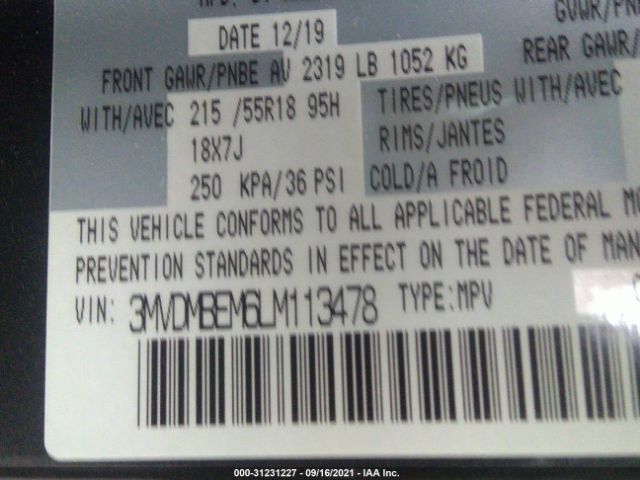 DATE 12/19
GVWR/PN
FRONT GAWR/PNBE AV 2319 LB 1052 KG
REAR GAWR/
WITH/AVEC 215 /55R18 95H
TIRES/PNEUS WITH/AVEC
18X7J
RIMS/JANTES
250 KPA/36 PSI
COLD/A FROID
THIS VEHICLE CONFORMS TO ALL APPLICABLE FEDERAL MO
PREVENTION STANDARDS IN EFFECT ON THE DATE OF MAN
VIN: 3MVDMBEM6LM113478 TYPE:MPV
000-31231227 - 09/16/2021 - IAA Inc.